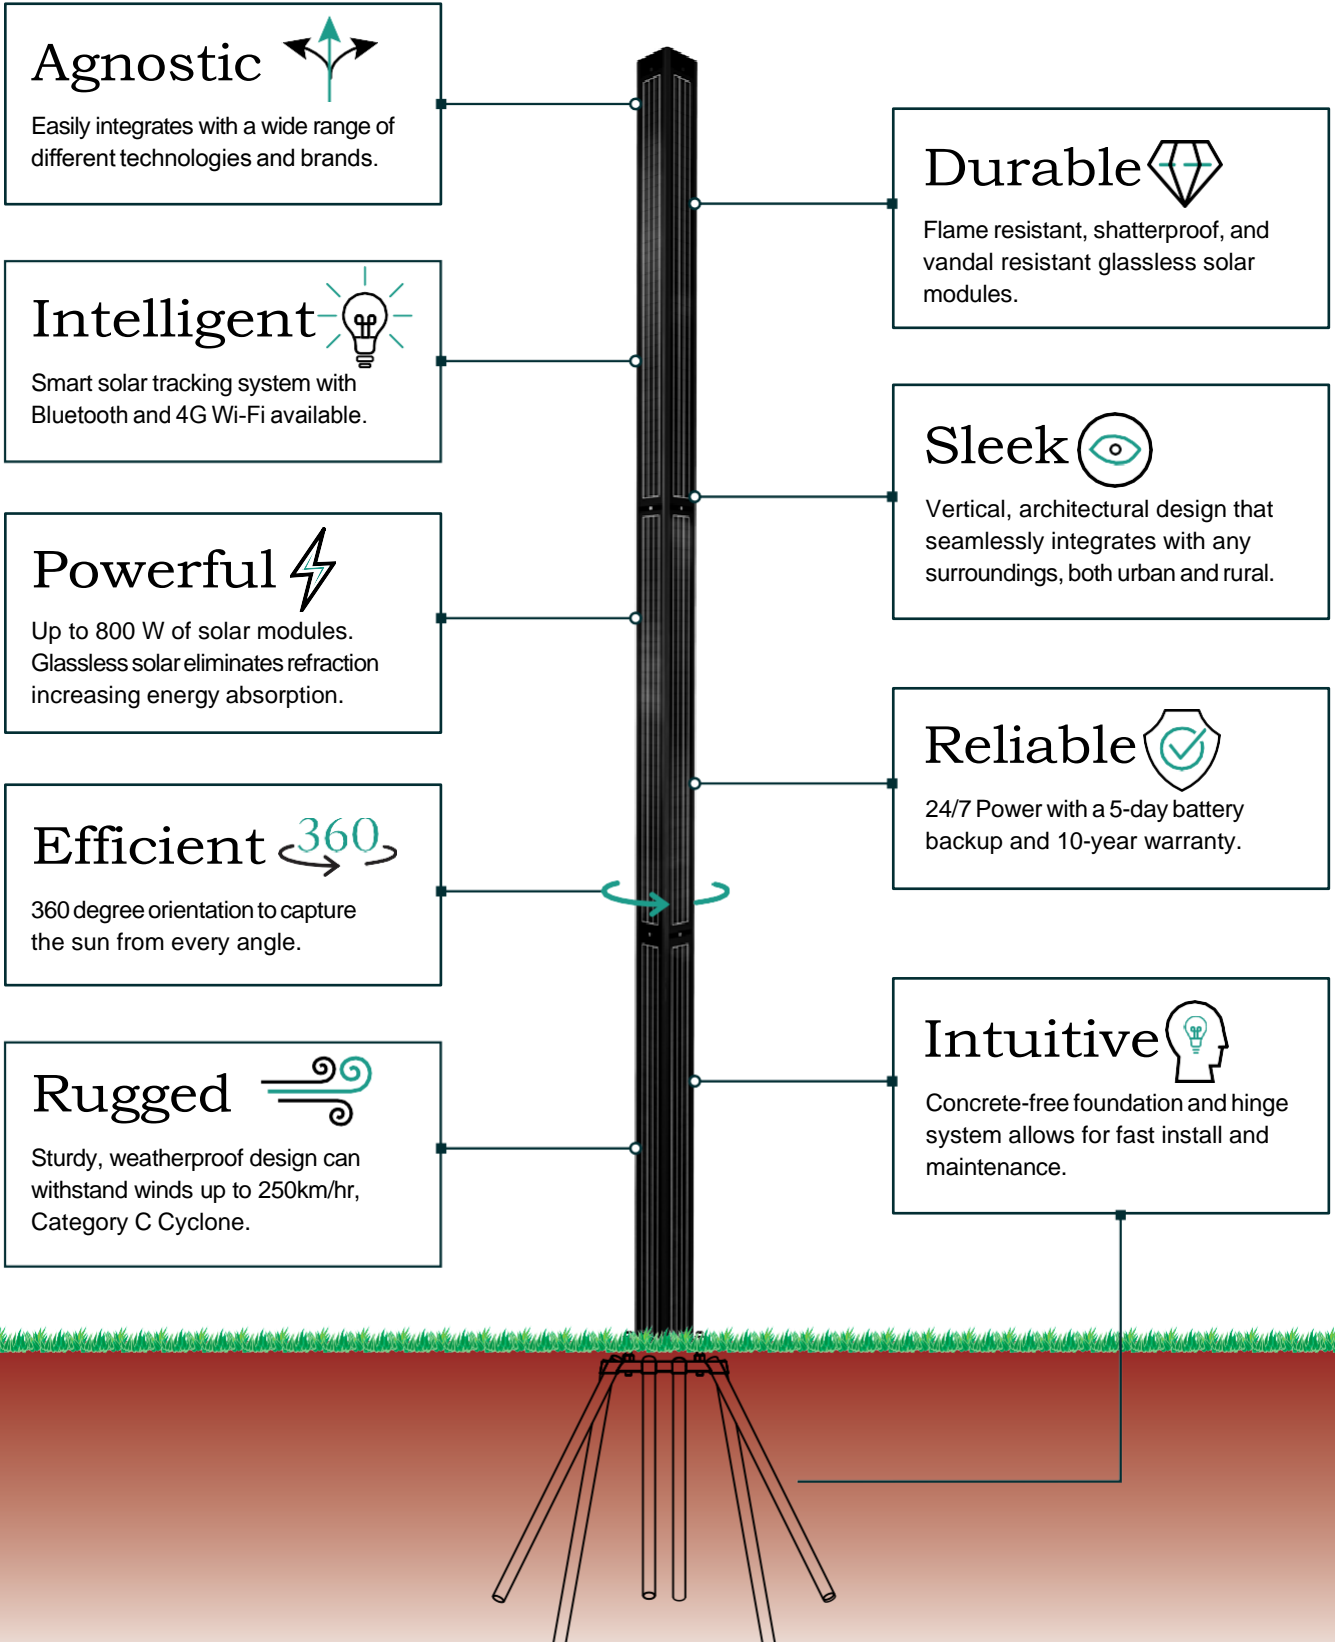 Agnostic
Easily integrates with a wide range of
different technologies and brands.
Intelligent
Smart solar tracking system with
Bluetooth and 4G Wi-Fi available.
Powerful
Up to 800 W of solar modules.
Glassless solar eliminates refraction
increasing energy absorption.
Efficient
360
360 degree orientation to capture
the sun from every angle.
Rugged
Sturdy, weatherproof design can
withstand winds up to 250km/hr,
Category C Cyclone.
Durable
Flame resistant, shatterproof, and
vandal resistant glassless solar
modules.
Sleek
Vertical, architectural design that
seamlessly integrates with any
surroundings, both urban and rural.
Reliable
24/7 Power with a 5-day battery
backup and 10-year warranty.
Intuitive
Concrete-free foundation and hinge
system allows for fast install and
maintenance.